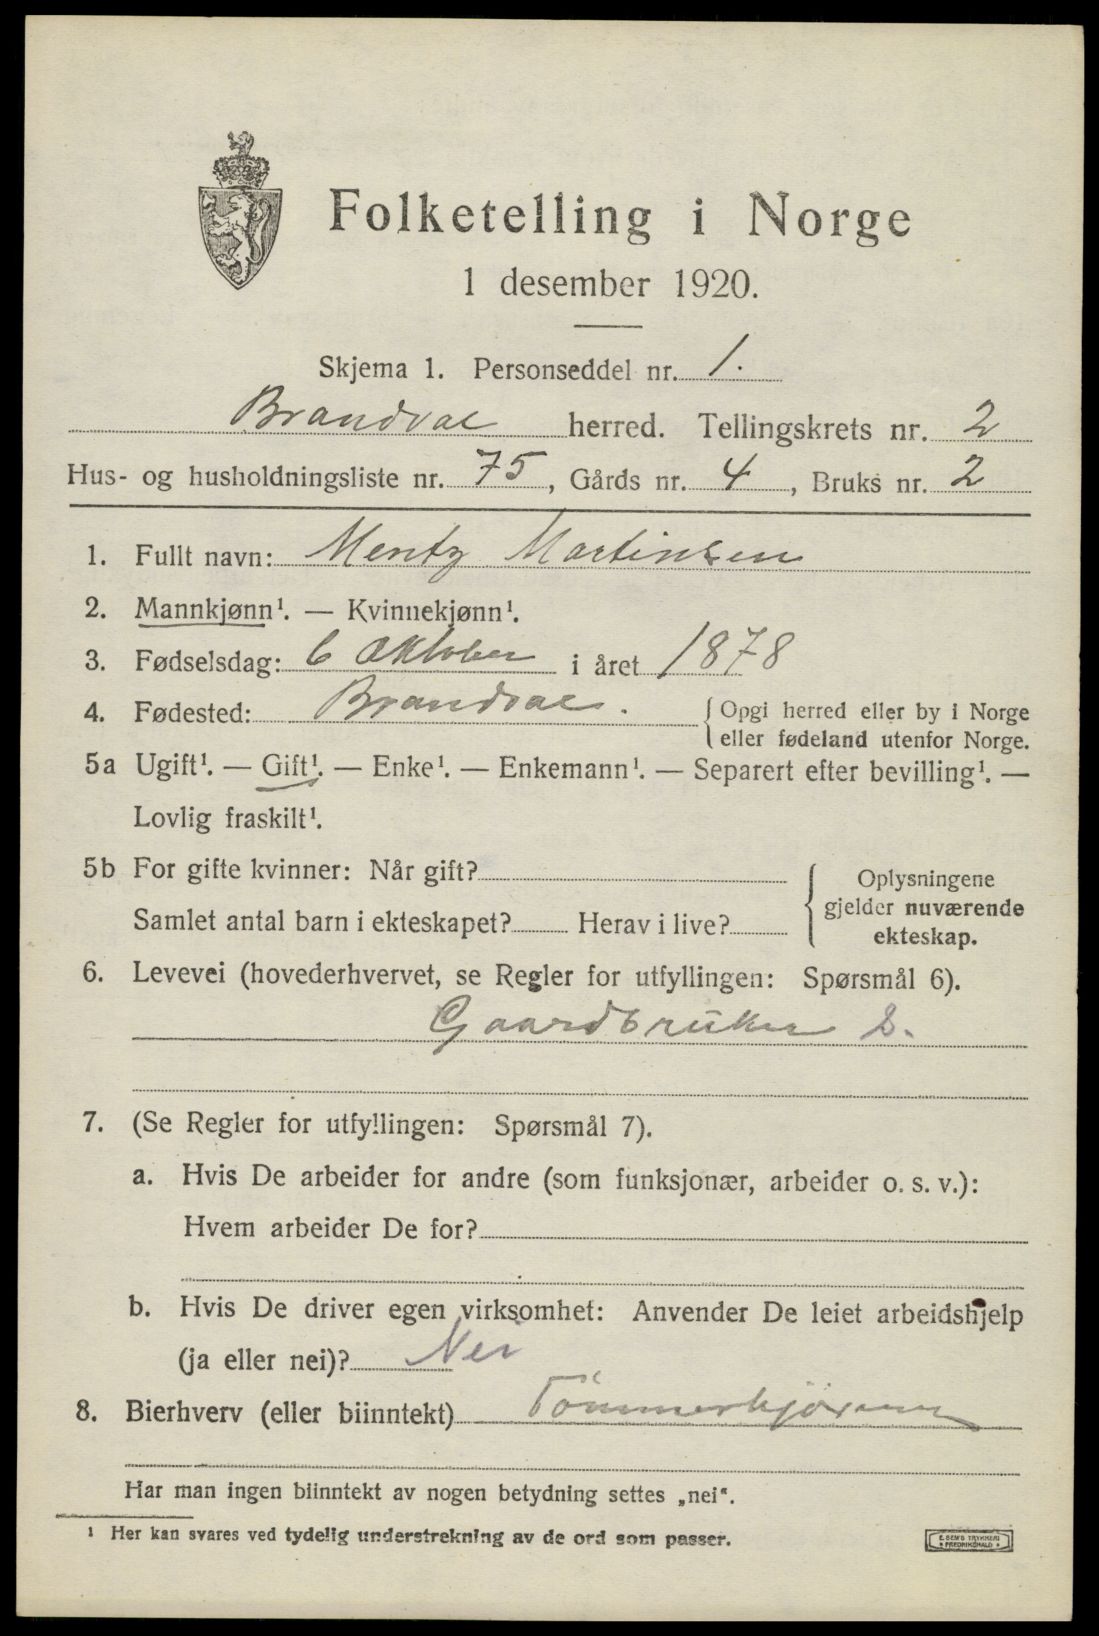 Folketelling i Norge
1 desember 1920.
Skjema 1. Personseddel nr. 1.
Brandval herred. Tellingskrets nr. 2
Hus- og husholdningsliste nr. 75, Gårds nr. 4, Bruks nr. 2
1. Fullt navn: Mentz Martinsen
2. Mannkjønn¹. — Kvinnekjønn¹.
3. Fødselsdag: 6 Oktober i året 1878
4. Fødested: Brandval. { Opgi herred eller by i Norge
eller fødeland utenfor Norge.
5a Ugift¹. — Gift¹. — Enke¹. — Enkemann¹. — Separert efter bevilling¹. —
Lovlig fraskilt¹.
5b For gifte kvinner: Når gift?
Samlet antal barn i ekteskapet? Herav i live?
{ Oplysningene
gjelder nuværende
ekteskap.
6. Levevei (hovederhvervet, se Regler for utfyllingen: Spørsmål 6).
Gaardbruker S.
7. (Se Regler for utfyllingen: Spørsmål 7).
a. Hvis De arbeider for andre (som funksjonær, arbeider o. s. v.):
Hvem arbeider De for?
b. Hvis De driver egen virksomhet: Anvender De leiet arbeidshjelp
(ja eller nei)? Nei
8. Bierhverv (eller biinntekt) Tömmerkjöring
Har man ingen biinntekt av nogen betydning settes „nei".
¹ Her kan svares ved tydelig understrekning av de ord som passer.
E. SEM'S TRYKKERI
* FREDRIKSHALD *